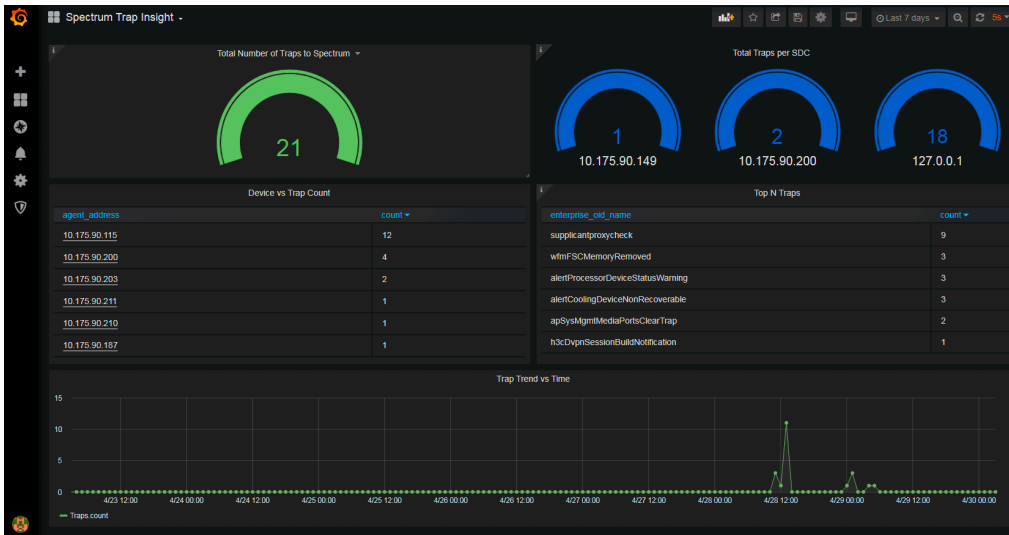 Spectrum Trap Insight
Last 7 days
5s
Total Number of Traps to Spectrum
21
Total Traps per SDC
1
10.175.90.149
2
10.175.90.200
18
127.0.0.1
Device vs Trap Count
agent_address count
10.175.90.115 12
10.175.90.200 4
10.175.90.203 2
10.175.90.211 1
10.175.90.210 1
10.175.90.187 1
Top N Traps
enterprise_oid_name count
supplicantproxycheck 9
wfmFSCMemoryRemoved 3
alertProcessorDeviceStatusWarning 3
alertCoolingDeviceNonRecoverable 3
apSysMgmtMediaPortsClearTrap 2
h3cDvpnSessionBuildNotification 1
Trap Trend vs Time
15
10
5
0
4/23 12:00 4/24 00:00 4/24 12:00 4/25 00:00 4/25 12:00 4/26 00:00 4/26 12:00 4/27 00:00 4/27 12:00 4/28 00:00 4/28 12:00 4/29 00:00 4/29 12:00 4/30 00:00
Traps.count